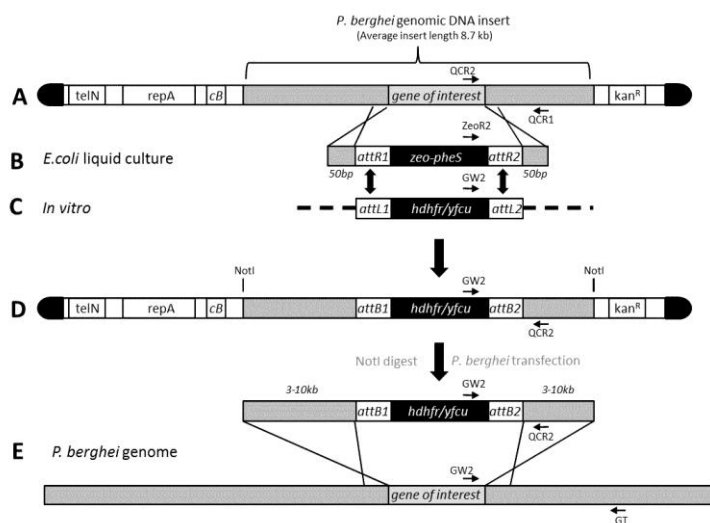 P. berghei genomic DNA insert
(Average insert length 8.7 kb)
QCR2
A telN repA cB gene of interest kanR
QCR1
ZeoR2
B E.coli liquid culture attR1 zeo-pheS attR2
50bp 50bp
GW2
C In vitro attL1 hdhfr/yfcu attL2
NotI NotI
GW2
D telN repA cB attB1 hdhfr/yfcu attB2 kanR
QCR2
NotI digest P. berghei transfection
GW2
3-10kb 3-10kb
attB1 hdhfr/yfcu attB2
QCR2
E P. berghei genome
GW2
gene of interest
GT